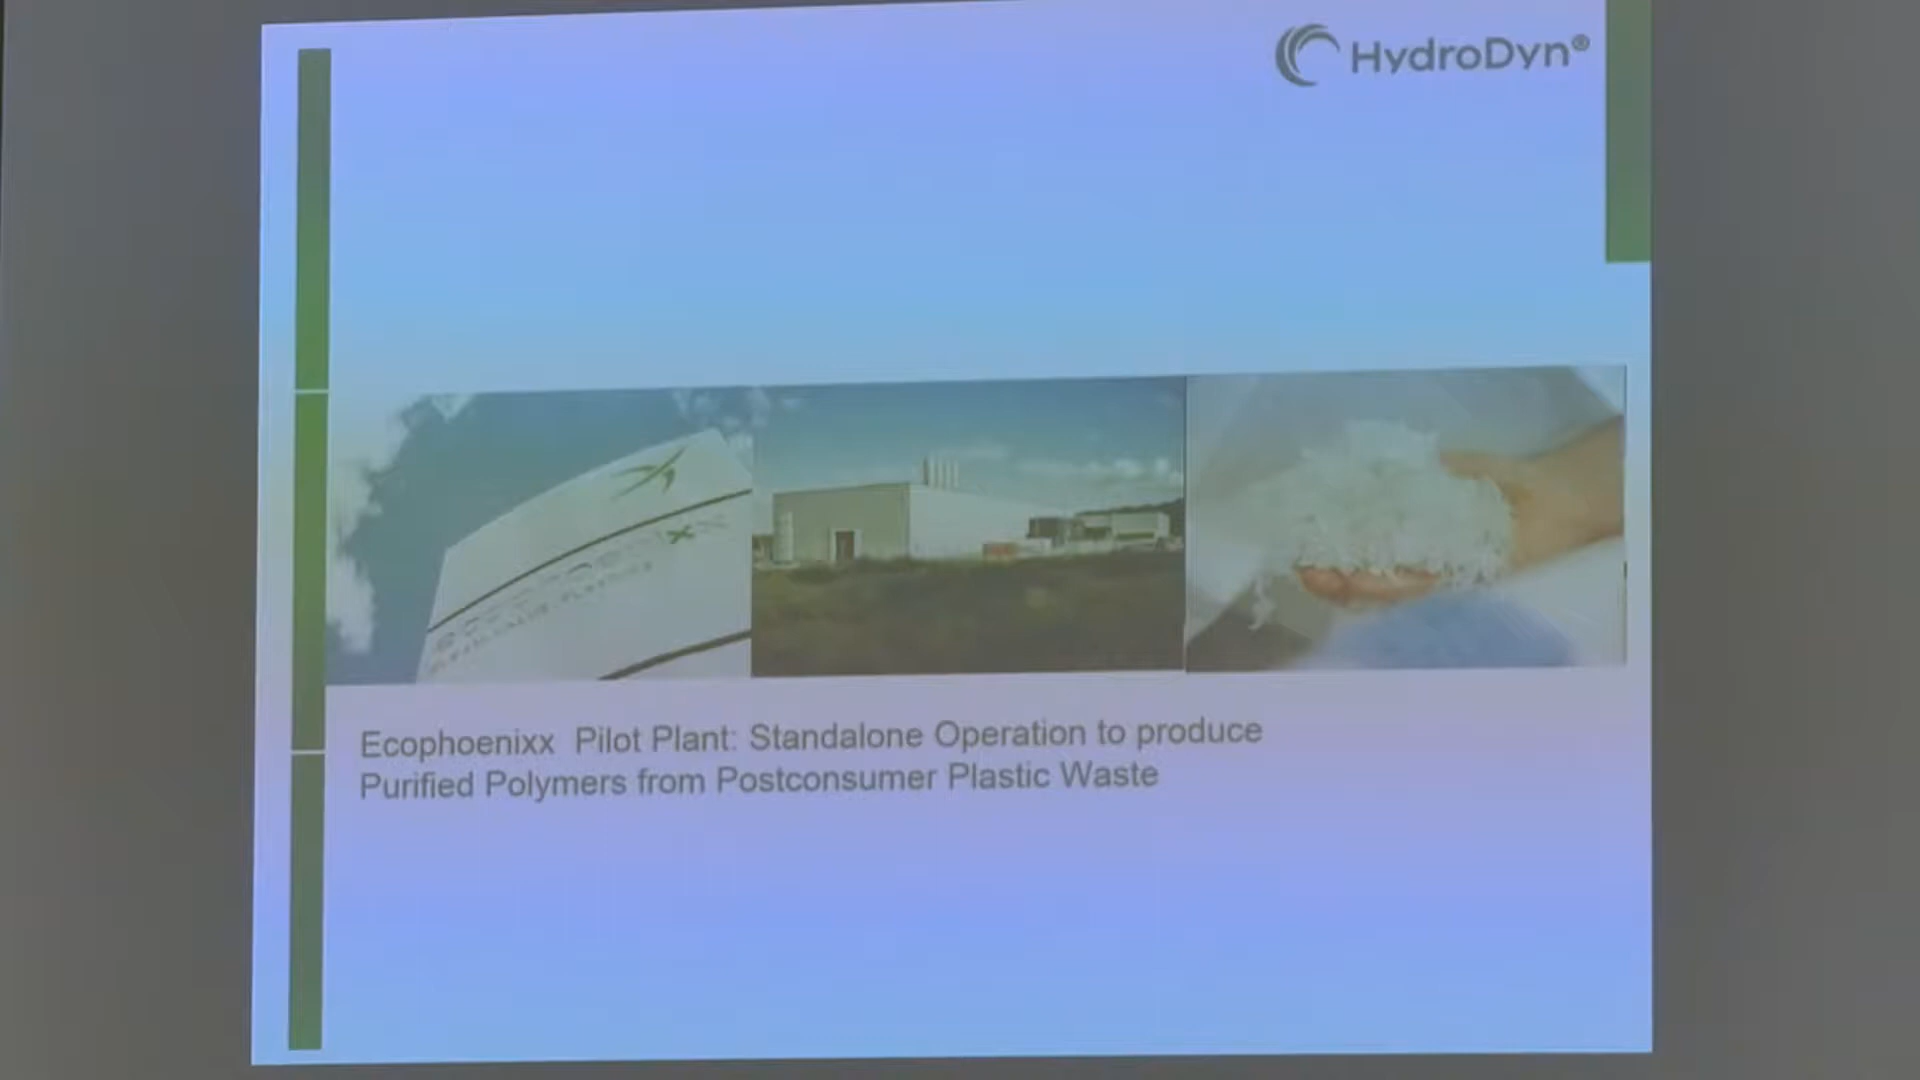 HydroDyn®
Ecophoenixx Pilot Plant: Standalone Operation to produce
Purified Polymers from Postconsumer Plastic Waste